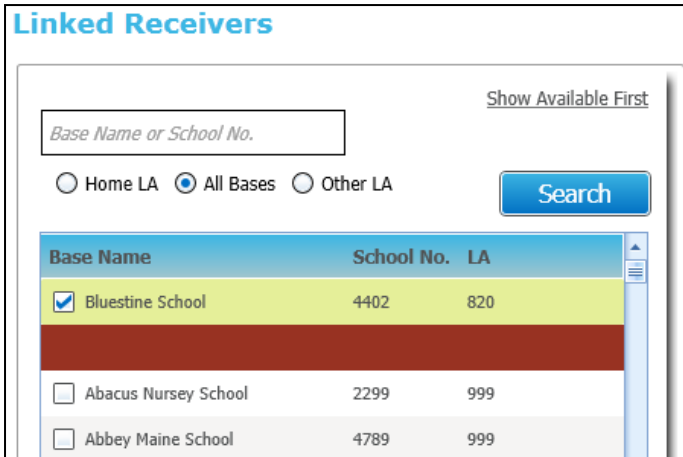 Linked Receivers
Show Available First
Base Name or School No.
Home LA All Bases Other LA
Search
Base Name School No. LA
Bluestine School 4402 820
Abacus Nursey School 2299 999
Abbey Maine School 4789 999